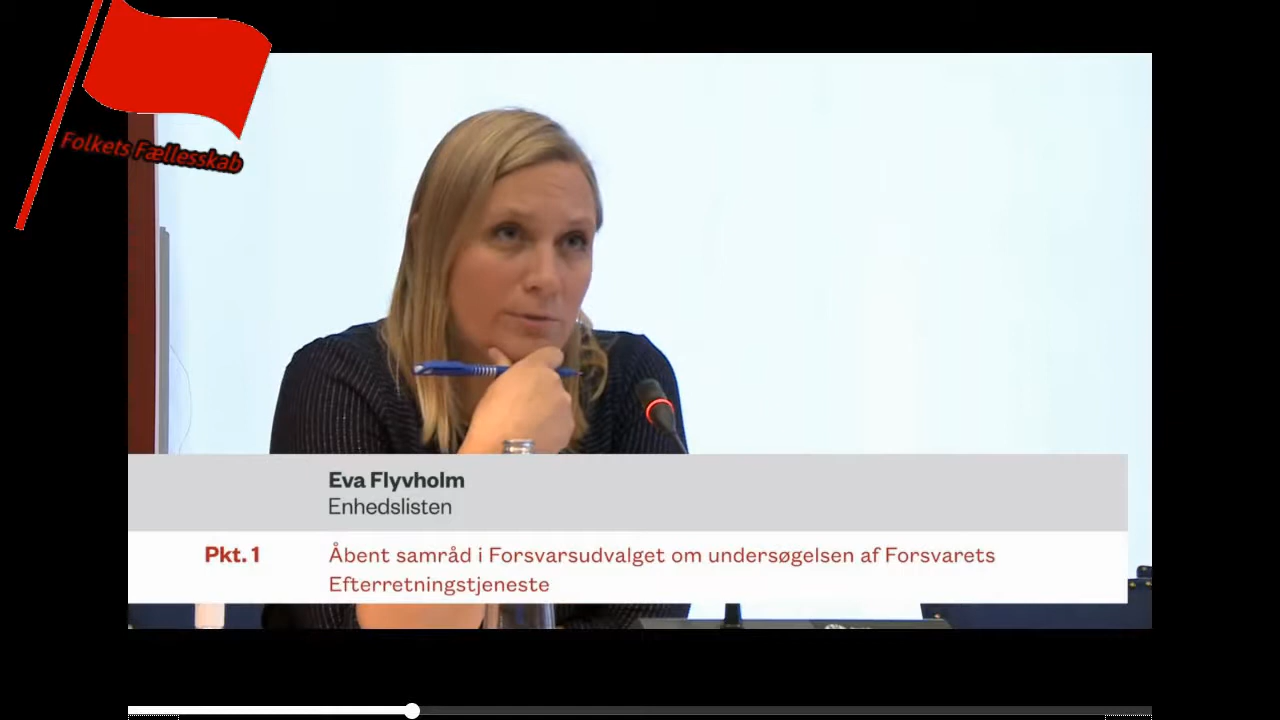 Folkets Fællesskab
Eva Flyvholm
Enhedslisten
Pkt. 1 Åbent samråd i Forsvarsudvalget om undersøgelsen af Forsvarets
Efterretningstjeneste